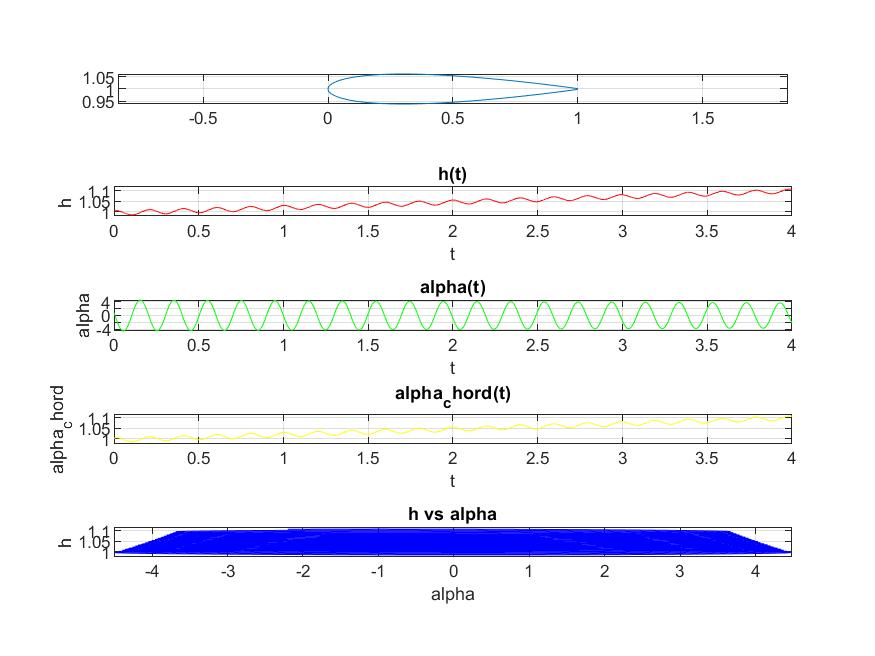 1.05
1
0.95
-0.5 0 0.5 1 1.5
h(t)
h
1.1
1.05
1
0 0.5 1 1.5 2 2.5 3 3.5 4
t
alpha(t)
alpha
4
0
-4
0 0.5 1 1.5 2 2.5 3 3.5 4
t
alpha_chord(t)
alpha_chord
1.1
1.05
1
0 0.5 1 1.5 2 2.5 3 3.5 4
t
h vs alpha
h
1.1
1.05
1
-4 -3 -2 -1 0 1 2 3 4
alpha